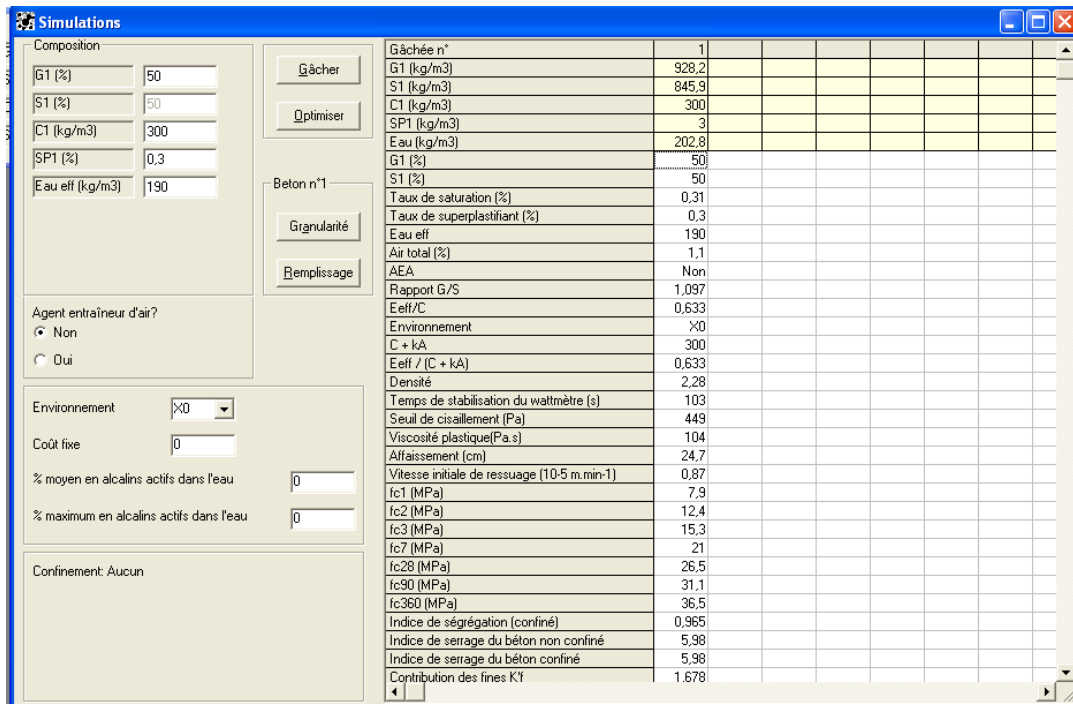 Simulations
Composition
G1 (%) 50
S1 (%) 50
C1 (kg/m3) 300
SP1 (%) 0,3
Eau eff (kg/m3) 190
Gâcher
Optimiser
Beton n°1
Granularité
Remplissage
Agent entraîneur d'air?
Non
Oui
Environnement X0
Coût fixe 0
% moyen en alcalins actifs dans l'eau 0
% maximum en alcalins actifs dans l'eau 0
Confinement: Aucun
Gâchée n° 1
G1 (kg/m3) 928,2
S1 (kg/m3) 845,9
C1 (kg/m3) 300
SP1 (kg/m3) 3
Eau (kg/m3) 202,8
G1 (%) 50
S1 (%) 50
Taux de saturation (%) 0,31
Taux de superplastifiant (%) 0,3
Eau eff 190
Air total (%) 1,1
AEA Non
Rapport G/S 1,097
Eeff/C 0,633
Environnement X0
C + kA 300
Eeff / (C + kA) 0,633
Densité 2,28
Temps de stabilisation du wattmètre (s) 103
Seuil de cisaillement (Pa) 449
Viscosité plastique(Pa.s) 104
Affaissement (cm) 24,7
Vitesse initiale de ressuage (10-5 m.min-1) 0,87
fc1 (MPa) 7,9
fc2 (MPa) 12,4
fc3 (MPa) 15,3
fc7 (MPa) 21
fc28 (MPa) 26,5
fc90 (MPa) 31,1
fc360 (MPa) 36,5
Indice de ségrégation (confiné) 0,965
Indice de serrage du béton non confiné 5,98
Indice de serrage du béton confiné 5,98
Contribution des fines K'f 1,678